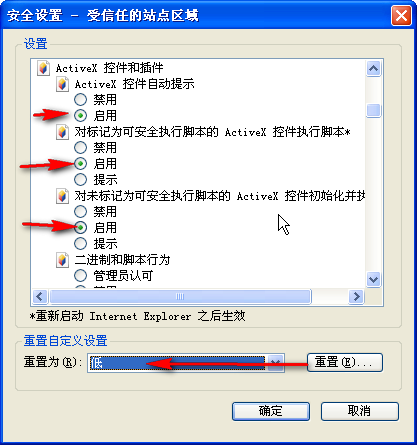 安全设置 - 受信任的站点区域
设置
ActiveX 控件和插件
ActiveX 控件自动提示
禁用
启用
对标记为可安全执行脚本的 ActiveX 控件执行脚本*
禁用
启用
提示
对未标记为可安全执行脚本的 ActiveX 控件初始化并执
禁用
启用
提示
二进制和脚本行为
管理员认可
*重新启动 Internet Explorer 之后生效
重置自定义设置
重置为(R): 低 重置(E)...
确定 取消